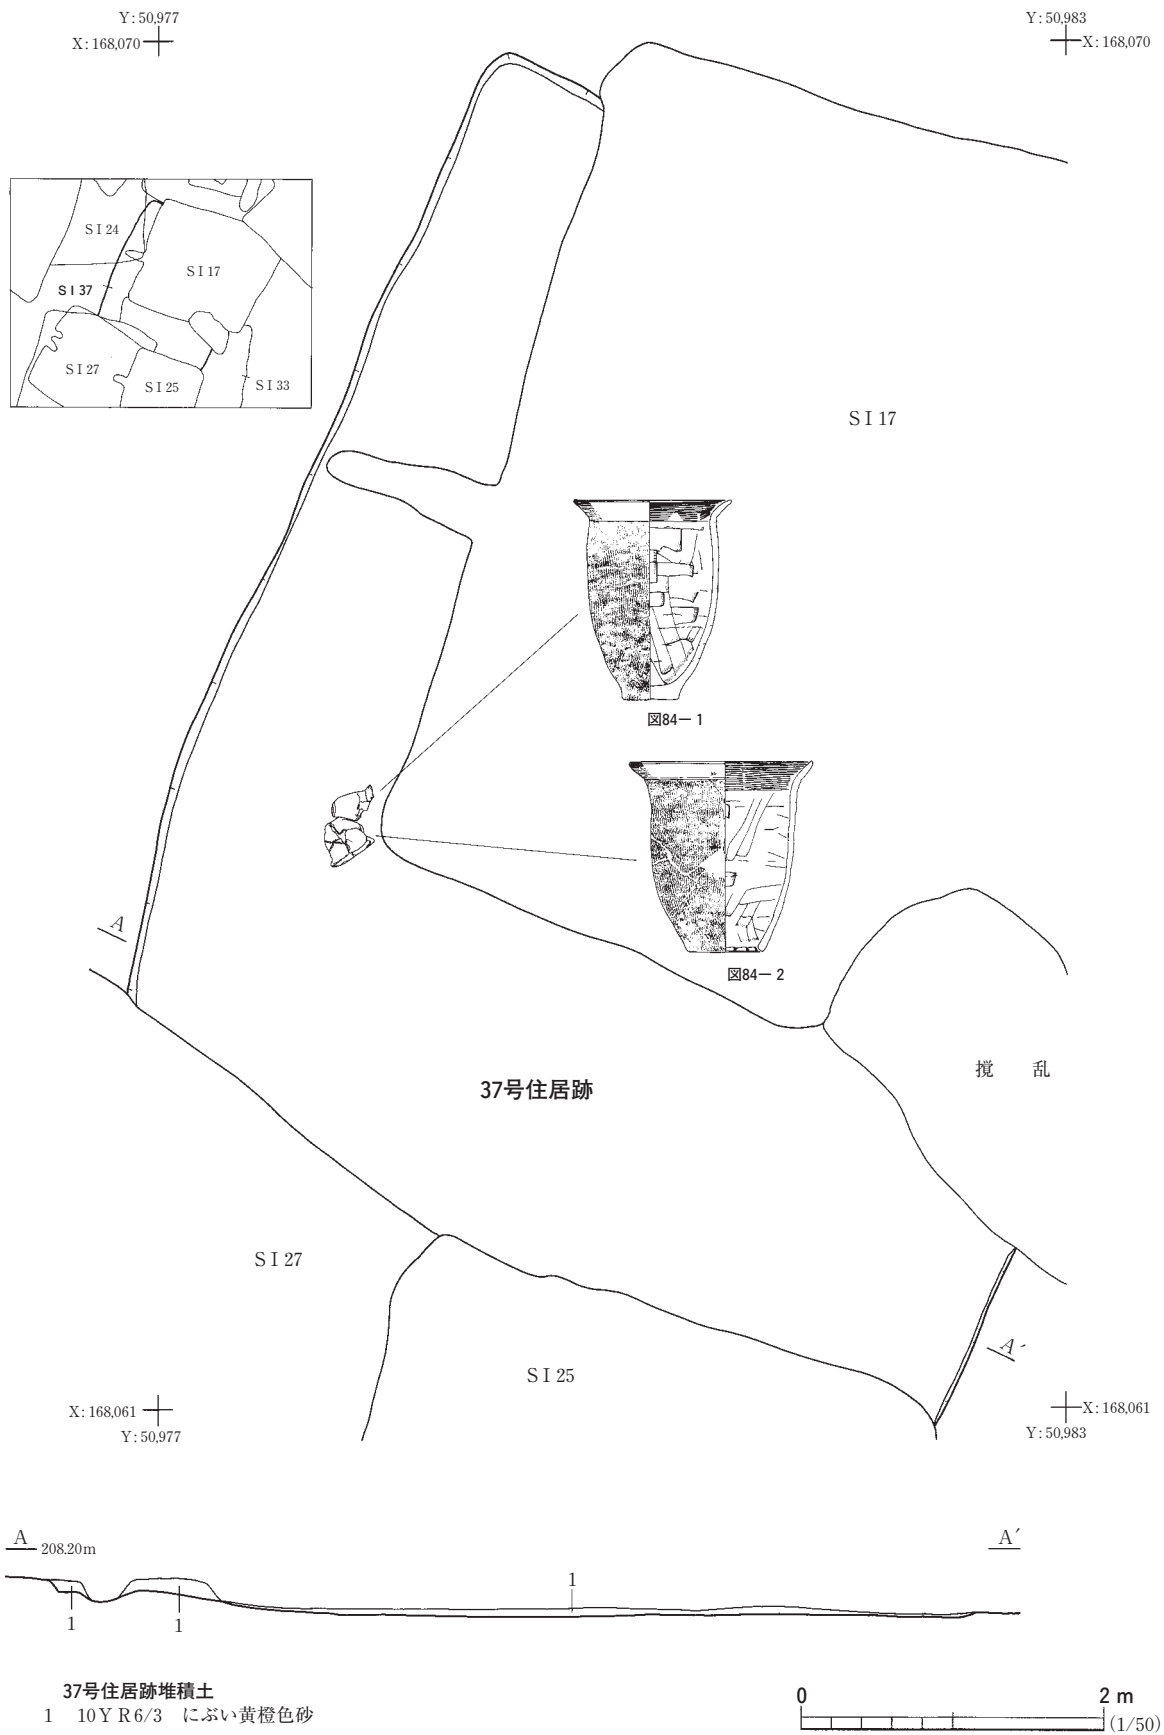 Y: 50,977
X: 168,070
Y: 50,983
X: 168,070
S I 24
S I 17
S I 37
S I 27
S I 25
S I 33
S I 17
図84－1
図84－2
A
37号住居跡
撹 乱
S I 27
S I 25
A′
X: 168,061
Y: 50,977
X: 168,061
Y: 50,983
A 208.20m
A′
1
1
1
37号住居跡堆積土
1 10ＹＲ6/3 にぶい黄橙色砂
0 2 m
(1/50)